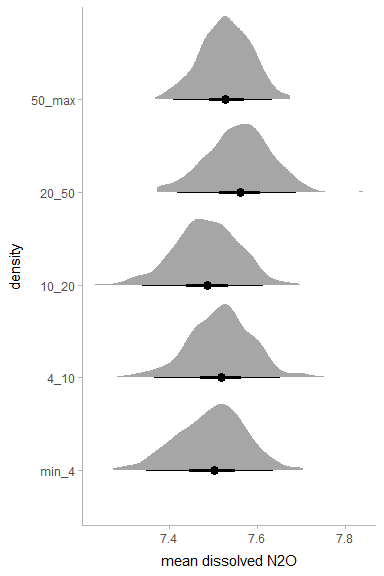 50_max
20_50
density
10_20
4_10
min_4
7.4 7.6 7.8
mean dissolved N2O